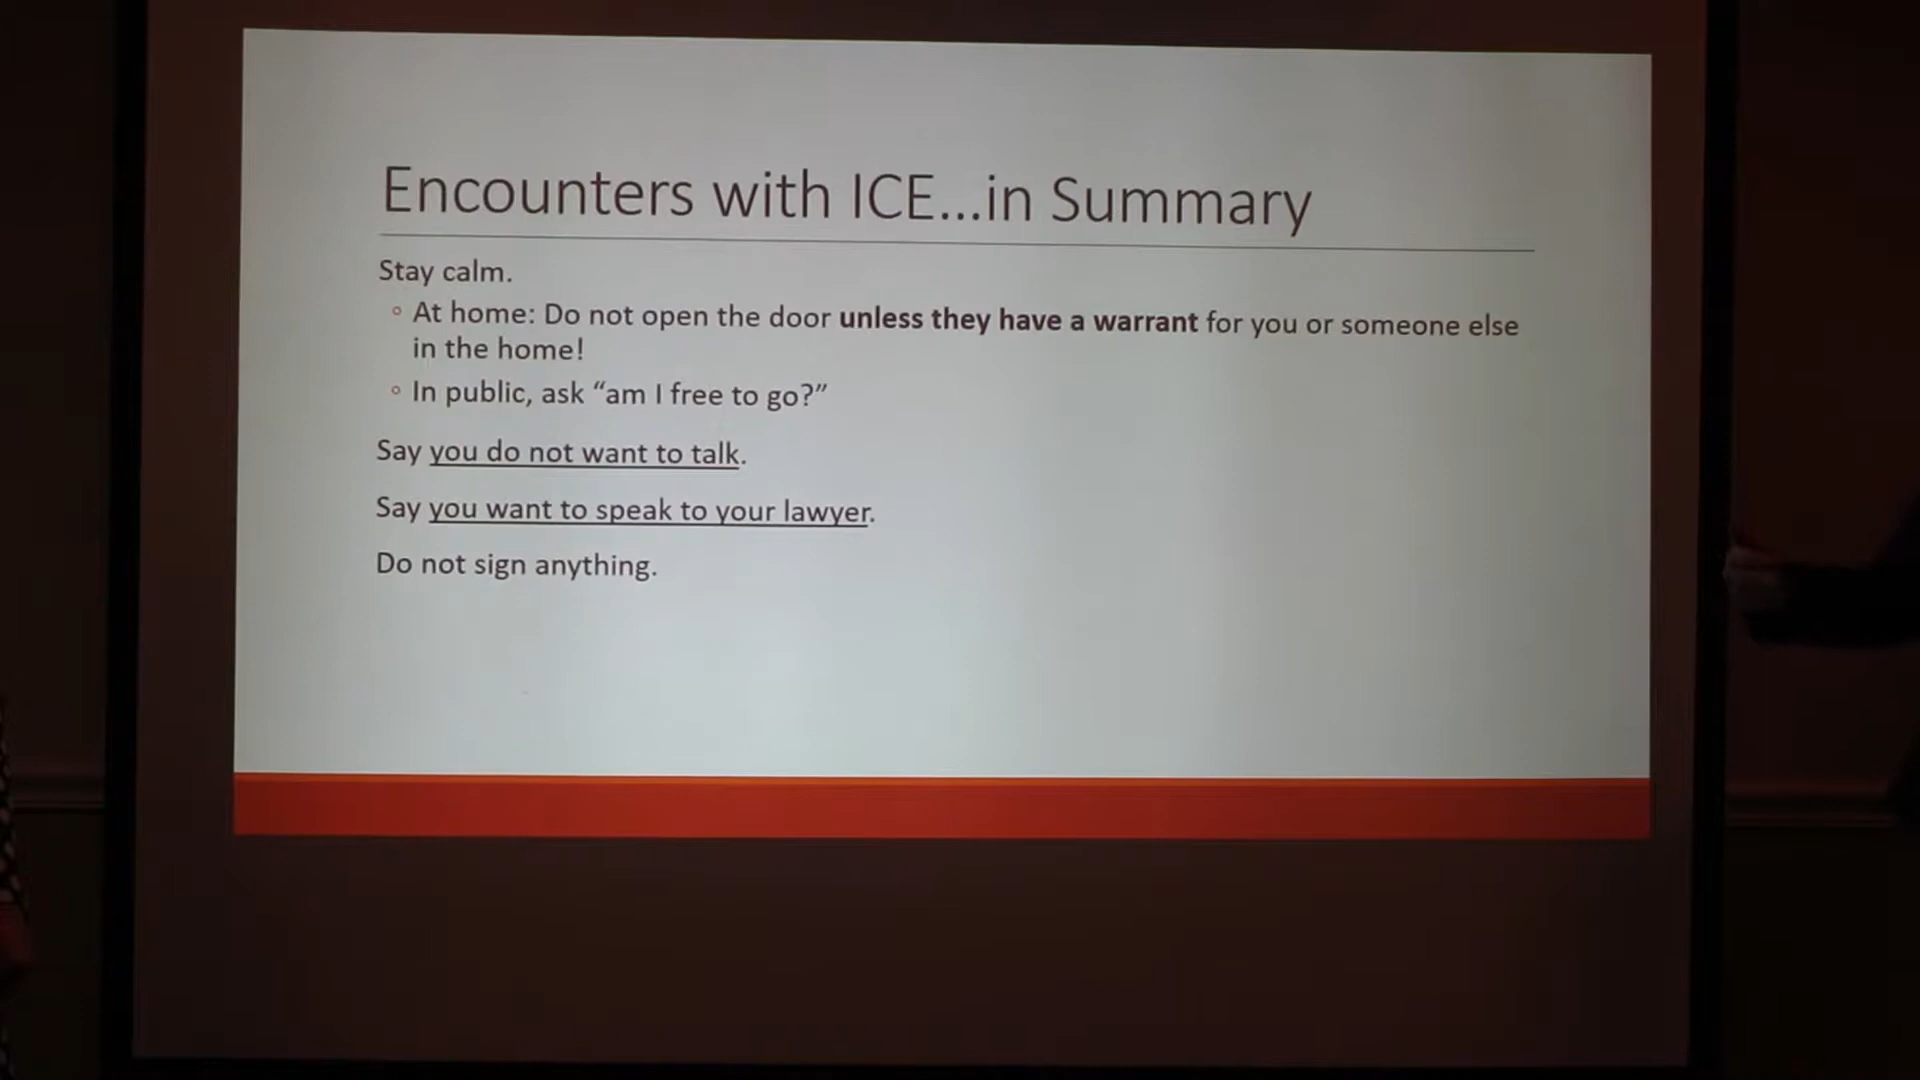 Encounters with ICE...in Summary
Stay calm.
◦ At home: Do not open the door unless they have a warrant for you or someone else
in the home!
◦ In public, ask “am I free to go?”
Say you do not want to talk.
Say you want to speak to your lawyer.
Do not sign anything.